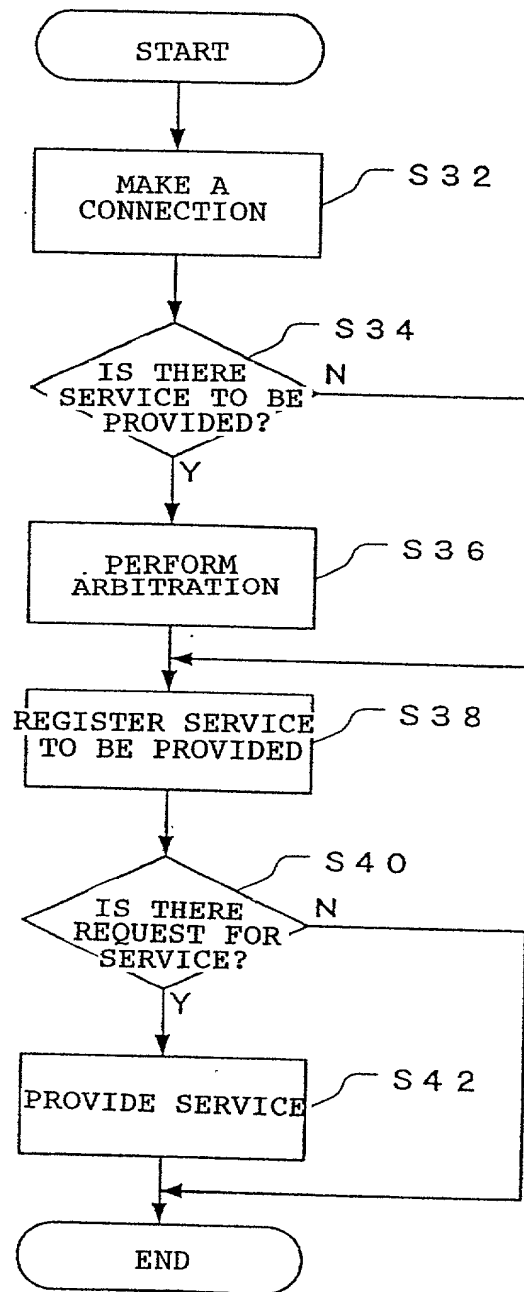 START
MAKE A
CONNECTION
S32
S34
IS THERE
SERVICE TO BE
PROVIDED?
N
Y
PERFORM
ARBITRATION
S36
REGISTER SERVICE
TO BE PROVIDED
S38
S40
IS THERE
REQUEST FOR
SERVICE?
N
Y
PROVIDE SERVICE
S42
END